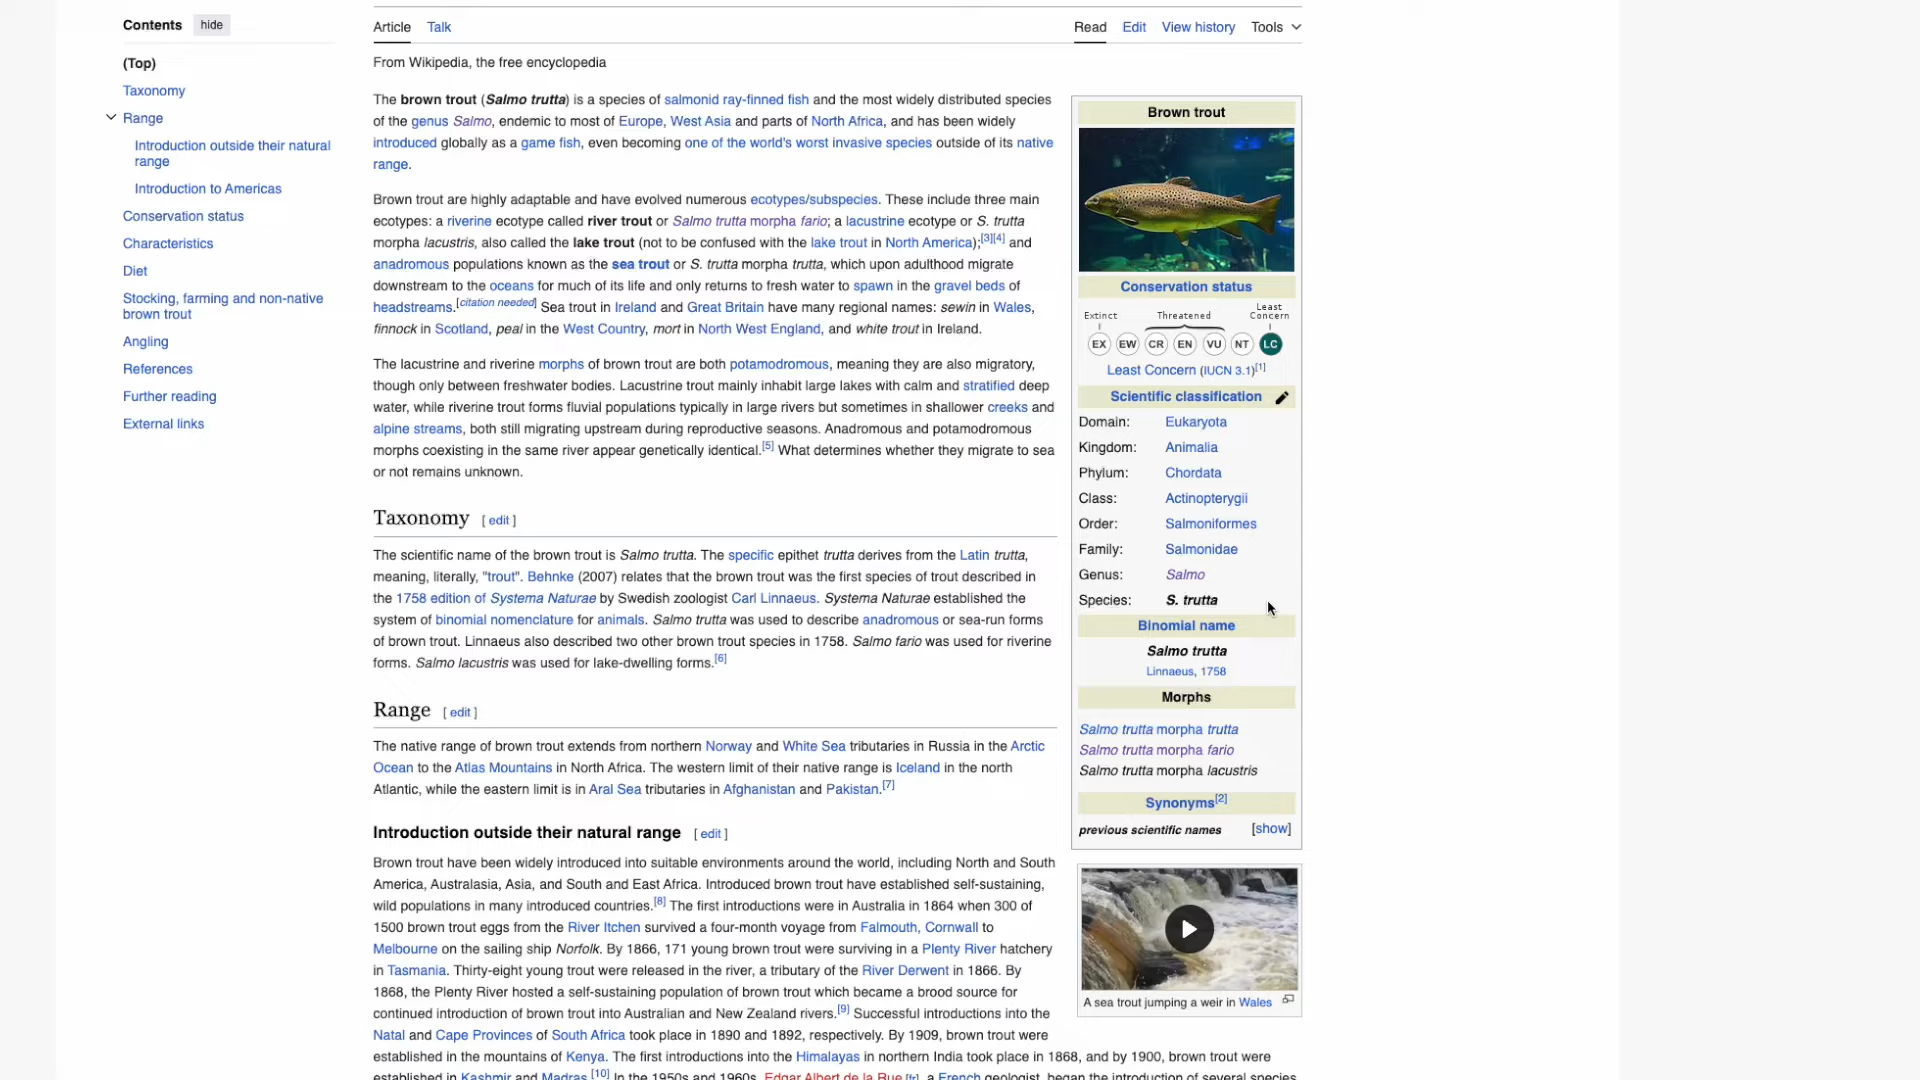 Contents hide
(Top)
Taxonomy
Range
Introduction outside their natural
range
Introduction to Americas
Conservation status
Characteristics
Diet
Stocking, farming and non-native
brown trout
Angling
References
Further reading
External links
Article Talk Read Edit View history Tools
From Wikipedia, the free encyclopedia
The brown trout (Salmo trutta) is a species of salmonid ray-finned fish and the most widely distributed species
of the genus Salmo, endemic to most of Europe, West Asia and parts of North Africa, and has been widely
introduced globally as a game fish, even becoming one of the world's worst invasive species outside of its native
range.
Brown trout are highly adaptable and have evolved numerous ecotypes/subspecies. These include three main
ecotypes: a riverine ecotype called river trout or Salmo trutta morpha fario; a lacustrine ecotype or S. trutta
morpha lacustris, also called the lake trout (not to be confused with the lake trout in North America);[3][4] and
anadromous populations known as the sea trout or S. trutta morpha trutta, which upon adulthood migrate
downstream to the oceans for much of its life and only returns to fresh water to spawn in the gravel beds of
headstreams.[citation needed] Sea trout in Ireland and Great Britain have many regional names: sewin in Wales,
finnock in Scotland, peal in the West Country, mort in North West England, and white trout in Ireland.
The lacustrine and riverine morphs of brown trout are both potamodromous, meaning they are also migratory,
though only between freshwater bodies. Lacustrine trout mainly inhabit large lakes with calm and stratified deep
water, while riverine trout forms fluvial populations typically in large rivers but sometimes in shallower creeks and
alpine streams, both still migrating upstream during reproductive seasons. Anadromous and potamodromous
morphs coexisting in the same river appear genetically identical.[5] What determines whether they migrate to sea
or not remains unknown.
Taxonomy [ edit ]
The scientific name of the brown trout is Salmo trutta. The specific epithet trutta derives from the Latin trutta,
meaning, literally, "trout". Behnke (2007) relates that the brown trout was the first species of trout described in
the 1758 edition of Systema Naturae by Swedish zoologist Carl Linnaeus. Systema Naturae established the
system of binomial nomenclature for animals. Salmo trutta was used to describe anadromous or sea-run forms
of brown trout. Linnaeus also described two other brown trout species in 1758. Salmo fario was used for riverine
forms. Salmo lacustris was used for lake-dwelling forms.[6]
Range [ edit ]
The native range of brown trout extends from northern Norway and White Sea tributaries in Russia in the Arctic
Ocean to the Atlas Mountains in North Africa. The western limit of their native range is Iceland in the north
Atlantic, while the eastern limit is in Aral Sea tributaries in Afghanistan and Pakistan.[7]
Introduction outside their natural range [ edit ]
Brown trout have been widely introduced into suitable environments around the world, including North and South
America, Australasia, Asia, and South and East Africa. Introduced brown trout have established self-sustaining,
wild populations in many introduced countries.[8] The first introductions were in Australia in 1864 when 300 of
1500 brown trout eggs from the River Itchen survived a four-month voyage from Falmouth, Cornwall to
Melbourne on the sailing ship Norfolk. By 1866, 171 young brown trout were surviving in a Plenty River hatchery
in Tasmania. Thirty-eight young trout were released in the river, a tributary of the River Derwent in 1866. By
1868, the Plenty River hosted a self-sustaining population of brown trout which became a brood source for
continued introduction of brown trout into Australian and New Zealand rivers.[9] Successful introductions into the
Natal and Cape Provinces of South Africa took place in 1890 and 1892, respectively. By 1909, brown trout were
established in the mountains of Kenya. The first introductions into the Himalayas in northern India took place in 1868, and by 1900, brown trout were
established in Kashmir and Madras.[10] In the 1950s and 1960s, Edgar Albert de la Rue [fr], a French geologist, began the introduction of several species
Brown trout
Conservation status
Extinct Threatened Least
Concern
EX EW CR EN VU NT LC
Least Concern (IUCN 3.1)[1]
Scientific classification
Domain: Eukaryota
Kingdom: Animalia
Phylum: Chordata
Class: Actinopterygii
Order: Salmoniformes
Family: Salmonidae
Genus: Salmo
Species: S. trutta
Binomial name
Salmo trutta
Linnaeus, 1758
Morphs
Salmo trutta morpha trutta
Salmo trutta morpha fario
Salmo trutta morpha lacustris
Synonyms[2]
previous scientific names [show]
A sea trout jumping a weir in Wales